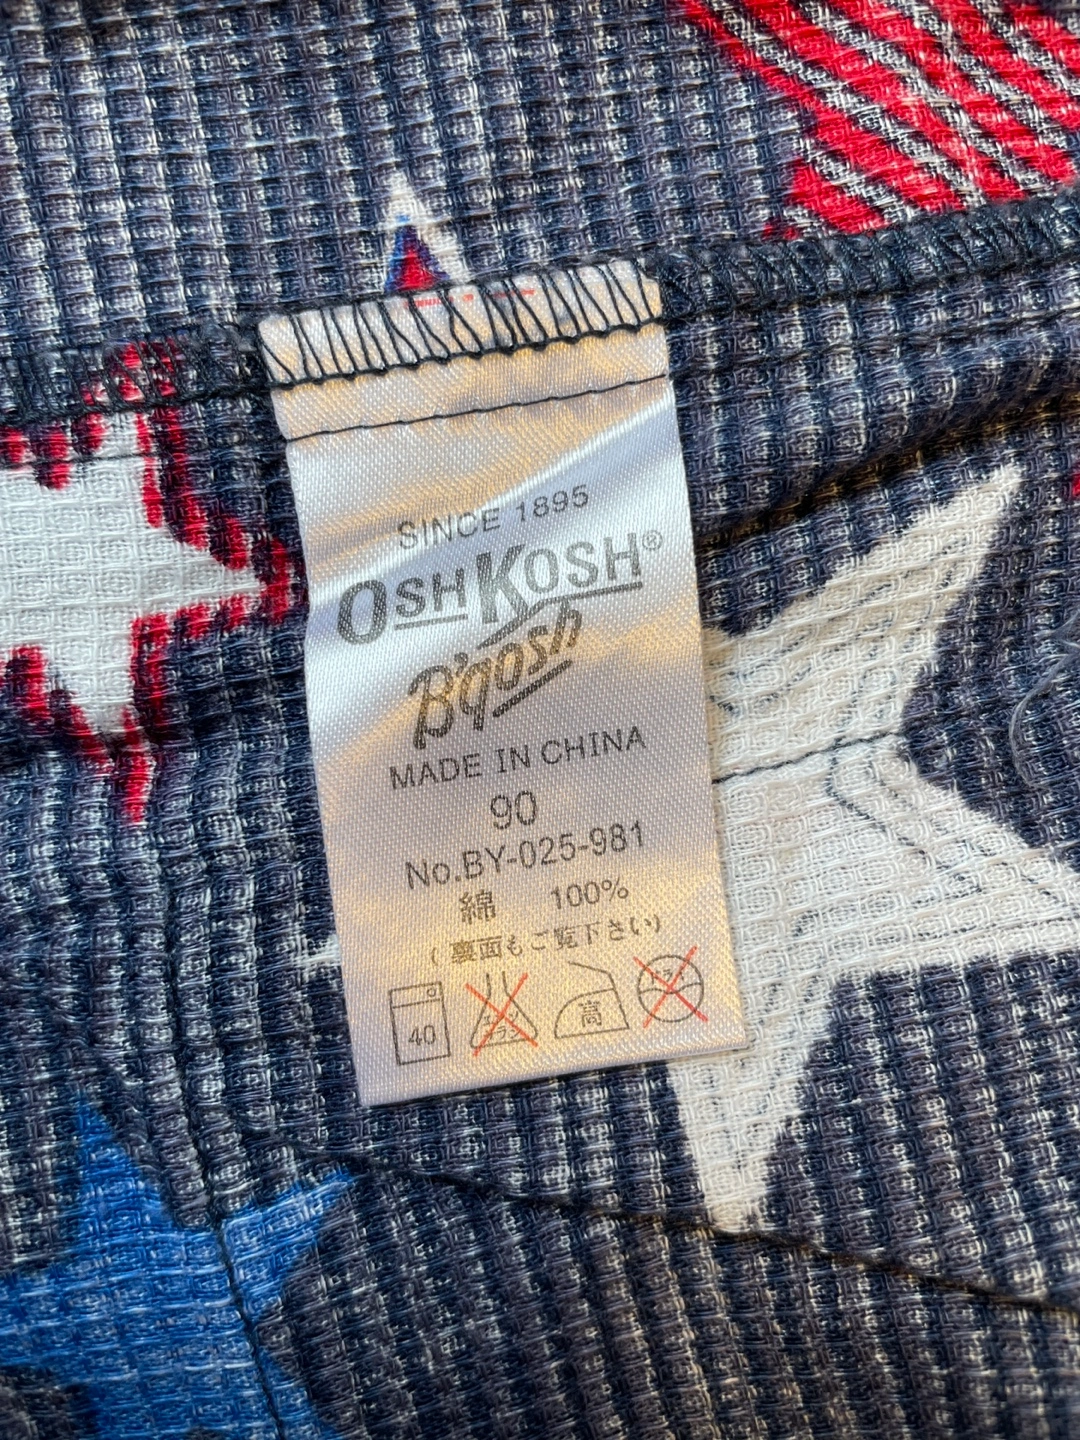 SINCE 1895
OSHKOSH®
B'gosh
MADE IN CHINA
90
No.BY-025-981
綿 100%
(裏面もご覧下さい)
40
高